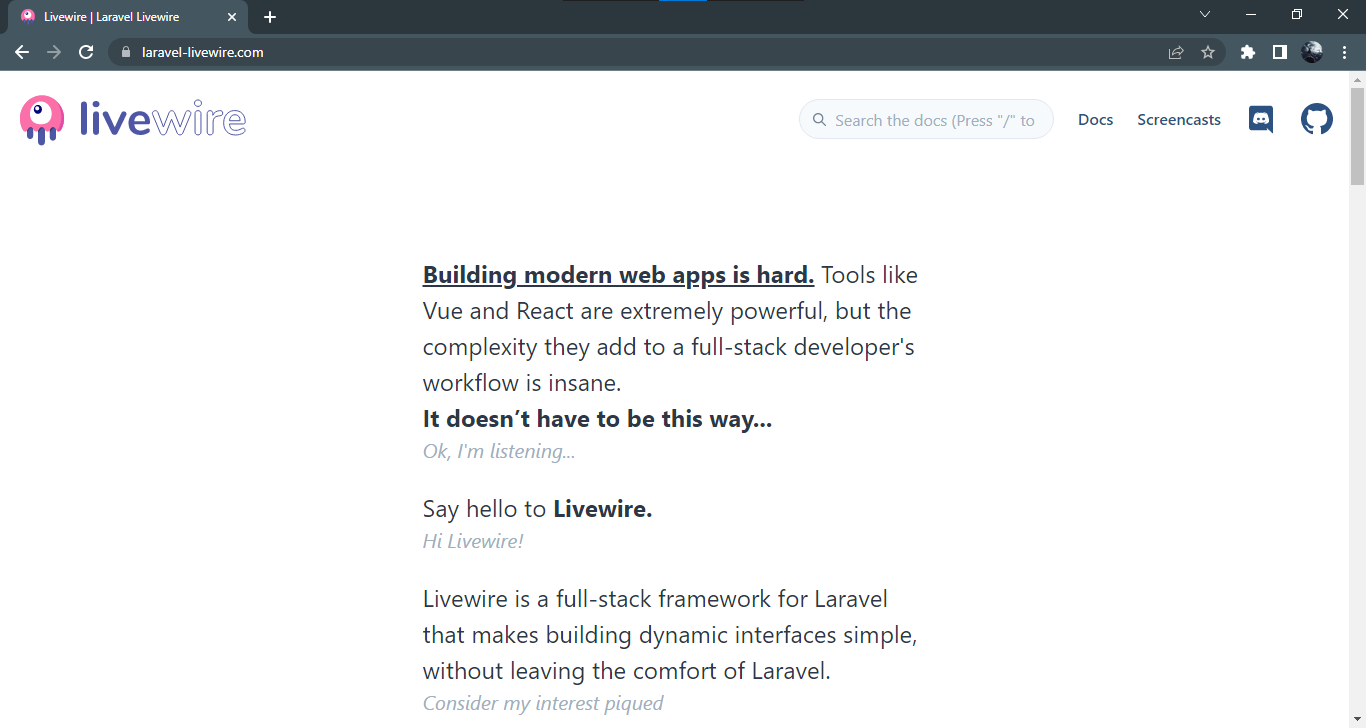 Livewire | Laravel Livewire
laravel-livewire.com
livewire
Search the docs (Press "/" to
Docs
Screencasts
Building modern web apps is hard. Tools like
Vue and React are extremely powerful, but the
complexity they add to a full-stack developer's
workflow is insane.
It doesn’t have to be this way...
Ok, I'm listening...
Say hello to Livewire.
Hi Livewire!
Livewire is a full-stack framework for Laravel
that makes building dynamic interfaces simple,
without leaving the comfort of Laravel.
Consider my interest piqued